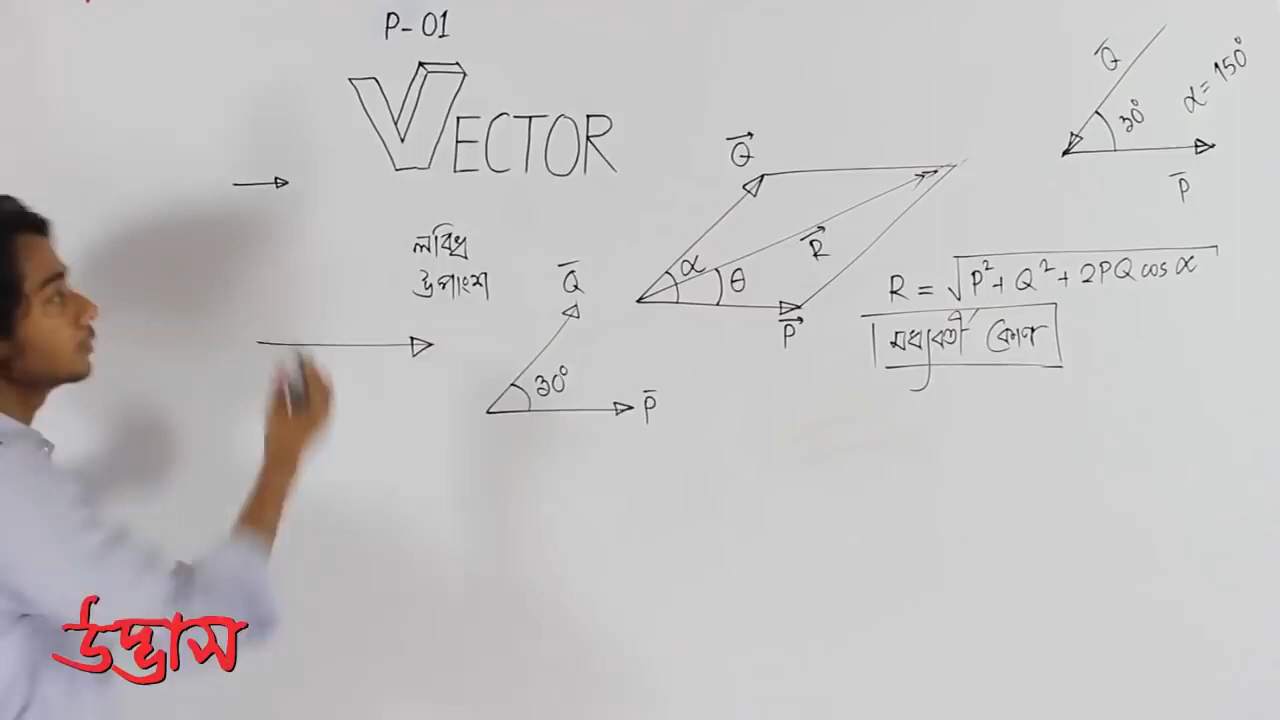 P-01
VECTOR
লব্ধি
উপাংশ
Q̅
30°
P̅
Q⃗
α
θ
R⃗
P⃗
R = √P² + Q² + 2PQ cos α
মধ্যবর্তী কোণ
Q̅
30°
α = 150°
P̅
উদ্ভাস